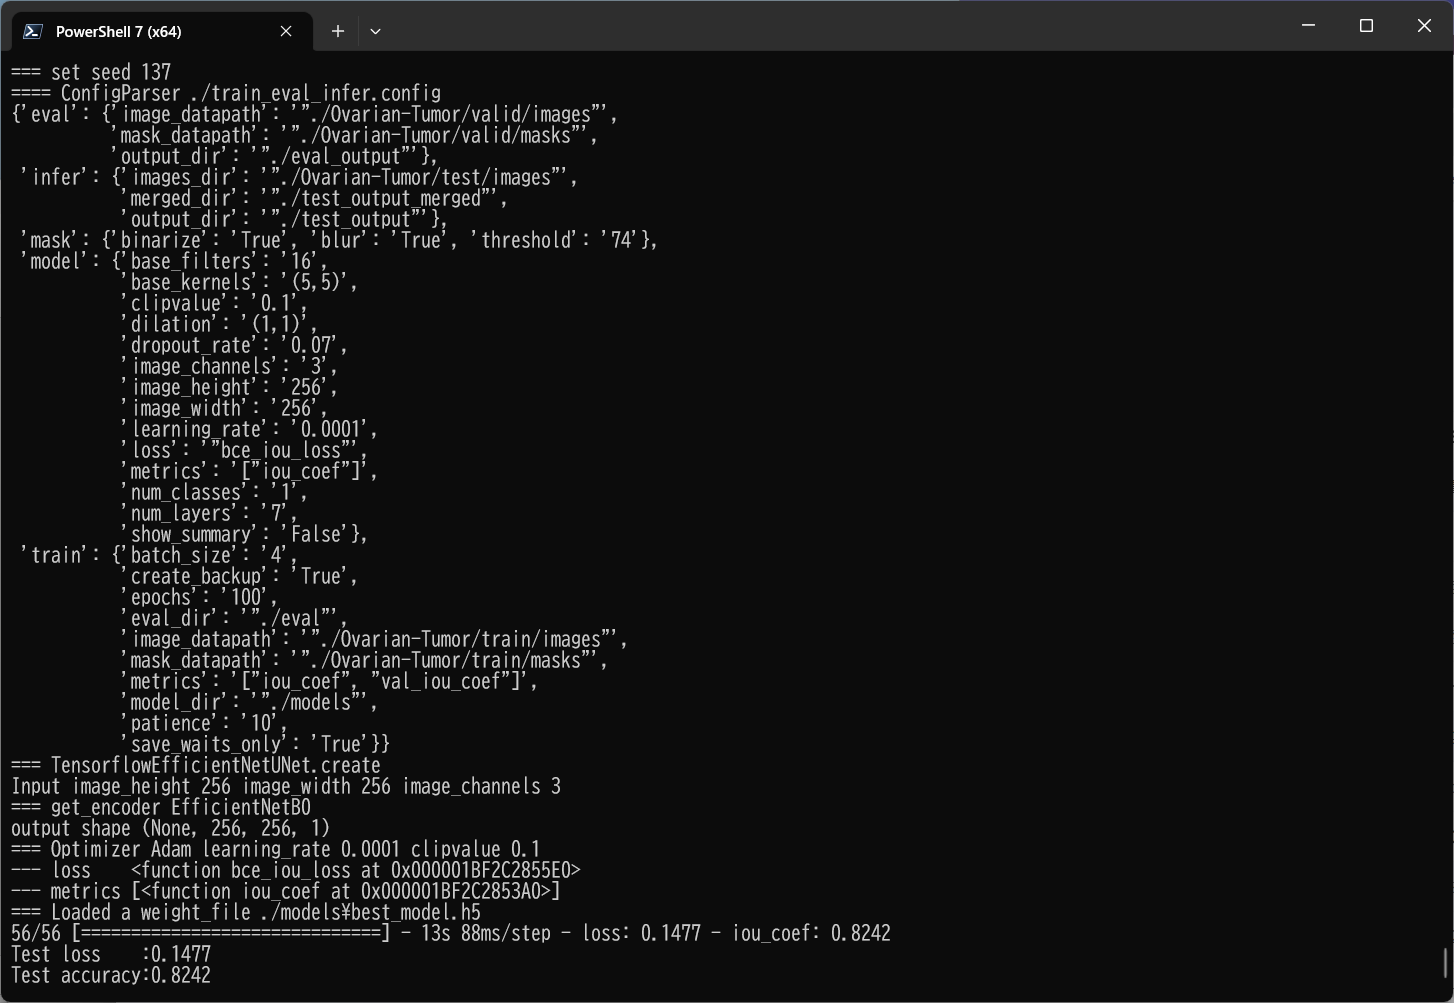 PowerShell 7 (x64)
=== set seed 137
==== ConfigParser ./train_eval_infer.config
{'eval': {'image_datapath': '"./Ovarian-Tumor/valid/images"',
          'mask_datapath': '"./Ovarian-Tumor/valid/masks"',
          'output_dir': '"./eval_output"'},
 'infer': {'images_dir': '"./Ovarian-Tumor/test/images"',
           'merged_dir': '"./test_output_merged"',
           'output_dir': '"./test_output"'},
 'mask': {'binarize': 'True', 'blur': 'True', 'threshold': '74'},
 'model': {'base_filters': '16',
           'base_kernels': '(5,5)',
           'clipvalue': '0.1',
           'dilation': '(1,1)',
           'dropout_rate': '0.07',
           'image_channels': '3',
           'image_height': '256',
           'image_width': '256',
           'learning_rate': '0.0001',
           'loss': '"bce_iou_loss"',
           'metrics': '["iou_coef"]',
           'num_classes': '1',
           'num_layers': '7',
           'show_summary': 'False'},
 'train': {'batch_size': '4',
           'create_backup': 'True',
           'epochs': '100',
           'eval_dir': '"./eval"',
           'image_datapath': '"./Ovarian-Tumor/train/images"',
           'mask_datapath': '"./Ovarian-Tumor/train/masks"',
           'metrics': '["iou_coef", "val_iou_coef"]',
           'model_dir': '"./models"',
           'patience': '10',
           'save_waits_only': 'True'}}
=== TensorflowEfficientNetUNet.create
Input image_height 256 image_width 256 image_channels 3
=== get_encoder EfficientNetB0
output shape (None, 256, 256, 1)
=== Optimizer Adam learning_rate 0.0001 clipvalue 0.1
--- loss    <function bce_iou_loss at 0x000001BF2C2855E0>
--- metrics [<function iou_coef at 0x000001BF2C2853A0>]
=== Loaded a weight_file ./models¥best_model.h5
56/56 [==============================] - 13s 88ms/step - loss: 0.1477 - iou_coef: 0.8242
Test loss    :0.1477
Test accuracy:0.8242